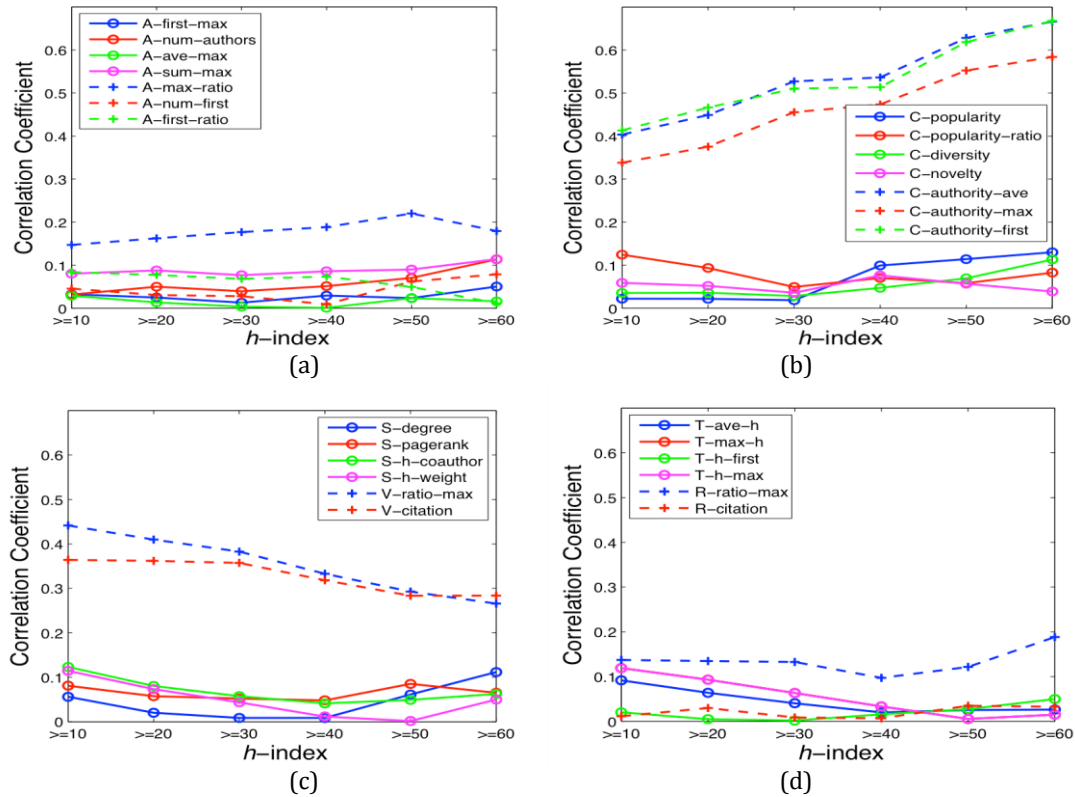 Correlation Coefficient
0.6
0.5
0.4
0.3
0.2
0.1
0
A-first-max
A-num-authors
A-ave-max
A-sum-max
A-max-ratio
A-num-first
A-first-ratio
>=10 >=20 >=30 >=40 >=50 >=60
h-index
(a)
Correlation Coefficient
0.6
0.5
0.4
0.3
0.2
0.1
0
C-popularity
C-popularity-ratio
C-diversity
C-novelty
C-authority-ave
C-authority-max
C-authority-first
>=10 >=20 >=30 >=40 >=50 >=60
h-index
(b)
Correlation Coefficient
0.6
0.5
0.4
0.3
0.2
0.1
0
S-degree
S-pagerank
S-h-coauthor
S-h-weight
V-ratio-max
V-citation
>=10 >=20 >=30 >=40 >=50 >=60
h-index
(c)
Correlation Coefficient
0.6
0.5
0.4
0.3
0.2
0.1
0
T-ave-h
T-max-h
T-h-first
T-h-max
R-ratio-max
R-citation
>=10 >=20 >=30 >=40 >=50 >=60
h-index
(d)